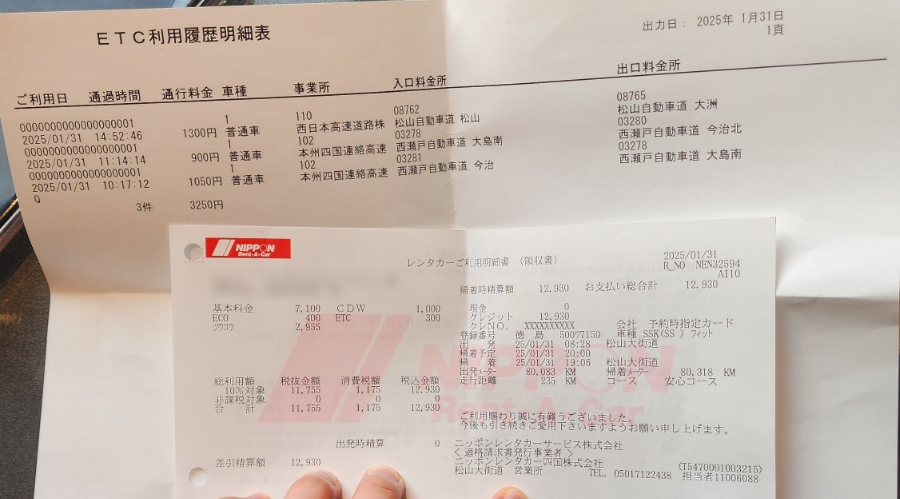 ETC利用履歴明細表
出力日： 2025年 1月31日
1頁
ご利用日 通過時間 通行料金 車種 事業所 入口料金所 出口料金所
0000000000000000001 1 110 08762 08765
2025/01/31 14:52:46 1300円 普通車 西日本高速道路株 松山自動車道 松山 松山自動車道 大洲
0000000000000000001 1 102 03278 03280
2025/01/31 11:14:14 900円 普通車 本州四国連絡高速 西瀬戸自動車道 大島南 西瀬戸自動車道 今治北
0000000000000000001 1 102 03281 03278
2025/01/31 10:17:12 1050円 普通車 本州四国連絡高速 西瀬戸自動車道 今治 西瀬戸自動車道 大島南
0
3件 3250円
NIPPON
Rent-A-Car
レンタカーご利用明細書 （領収書）
2025/01/31
R_NO NEN32594
AI10
帰着時精算額 12,930 お支払い総合計 12,930
基本料金 7,100 CDW 1,000
ECO 400 ETC 300
ｿﾂｺｳ 2,955
現金 0
クレジット 12,930
クレNO. XXXXXXXXXX 会社 予約時指定カード
登録番号 徳 島 500ワ7159 車種 SSK(SS ) ﾌｨｯﾄ
出 発 25/01/31 08:28 松山大街道
帰着予定 25/01/31 20:00
帰 着 25/01/31 19:06 松山大街道
出発ﾒｰﾀｰ 80,083 KM 帰着ﾒｰﾀｰ 80,318 KM
走行距離 235 KM コース 安心コース
総利用額 税抜金額 消費税額 税込金額
10％対象 11,755 1,175 12,930
非課税対象 0 0 0
合 計 11,755 1,175 12,930
ご利用賜わり誠に有難うございました。
今後も引き続きご愛用下さいますようお願い申し上げます。
出発時精算 0
差引精算額 12,930
ニッポンレンタカーサービス株式会社
＜適格請求書発行事業者＞
ニッポンレンタカー四国株式会社 (T5470001003215)
松山大街道 営業所 TEL. 05017122438 担当者11006088
NIPPON
Rent-A-Car